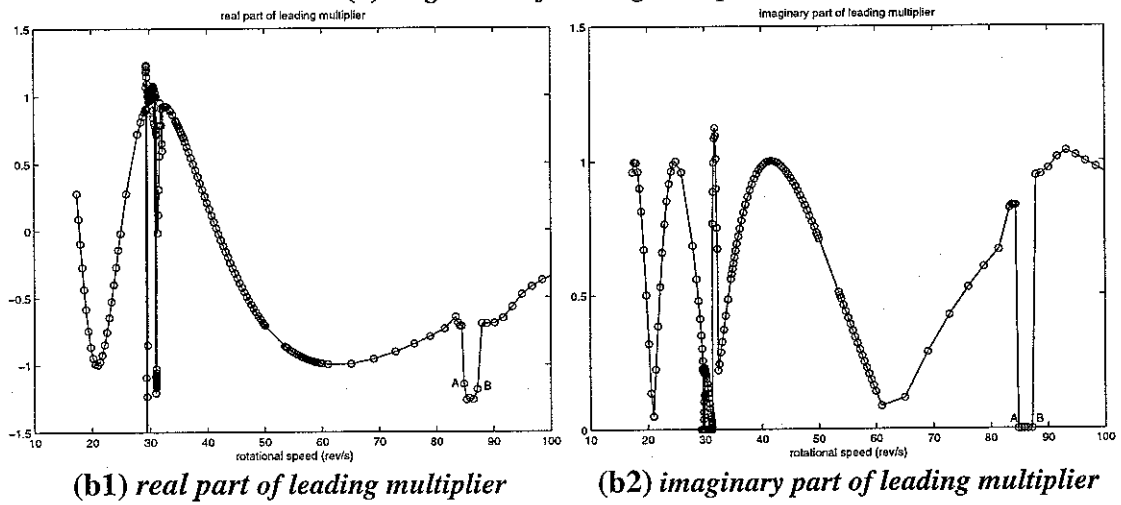 real part of leading multiplier
1.5
1
0.5
0
−0.5
−1
−1.5
A
B
10 20 30 40 50 60 70 80 90 100
rotational speed (rev/s)
(b1) real part of leading multiplier
imaginary part of leading multiplier
1.5
1
0.5
0
A
B
10 20 30 40 50 60 70 80 90 100
rotational speed (rev/s)
(b2) imaginary part of leading multiplier